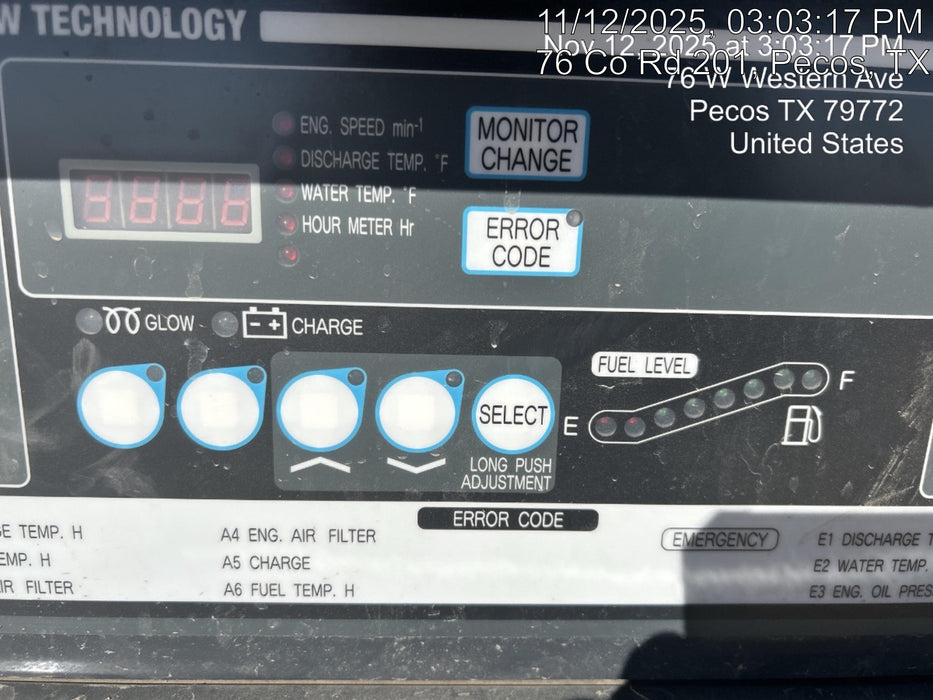 W TECHNOLOGY
11/12/2025, 03:03:17 PM
Nov 12, 2025 at 3:03:17 PM
76 Co Rd 201, Pecos, TX
76 W Western Ave
Pecos TX 79772
United States
ENG. SPEED min-1
DISCHARGE TEMP. °F
WATER TEMP. °F
HOUR METER Hr
MONITOR
CHANGE
ERROR
CODE
GLOW
- +
CHARGE
FUEL LEVEL
E
F
SELECT
LONG PUSH
ADJUSTMENT
ERROR CODE
GE TEMP. H
EMP. H
IR FILTER
A4 ENG. AIR FILTER
A5 CHARGE
A6 FUEL TEMP. H
EMERGENCY
E1 DISCHARGE T
E2 WATER TEMP.
E3 ENG. OIL PRES